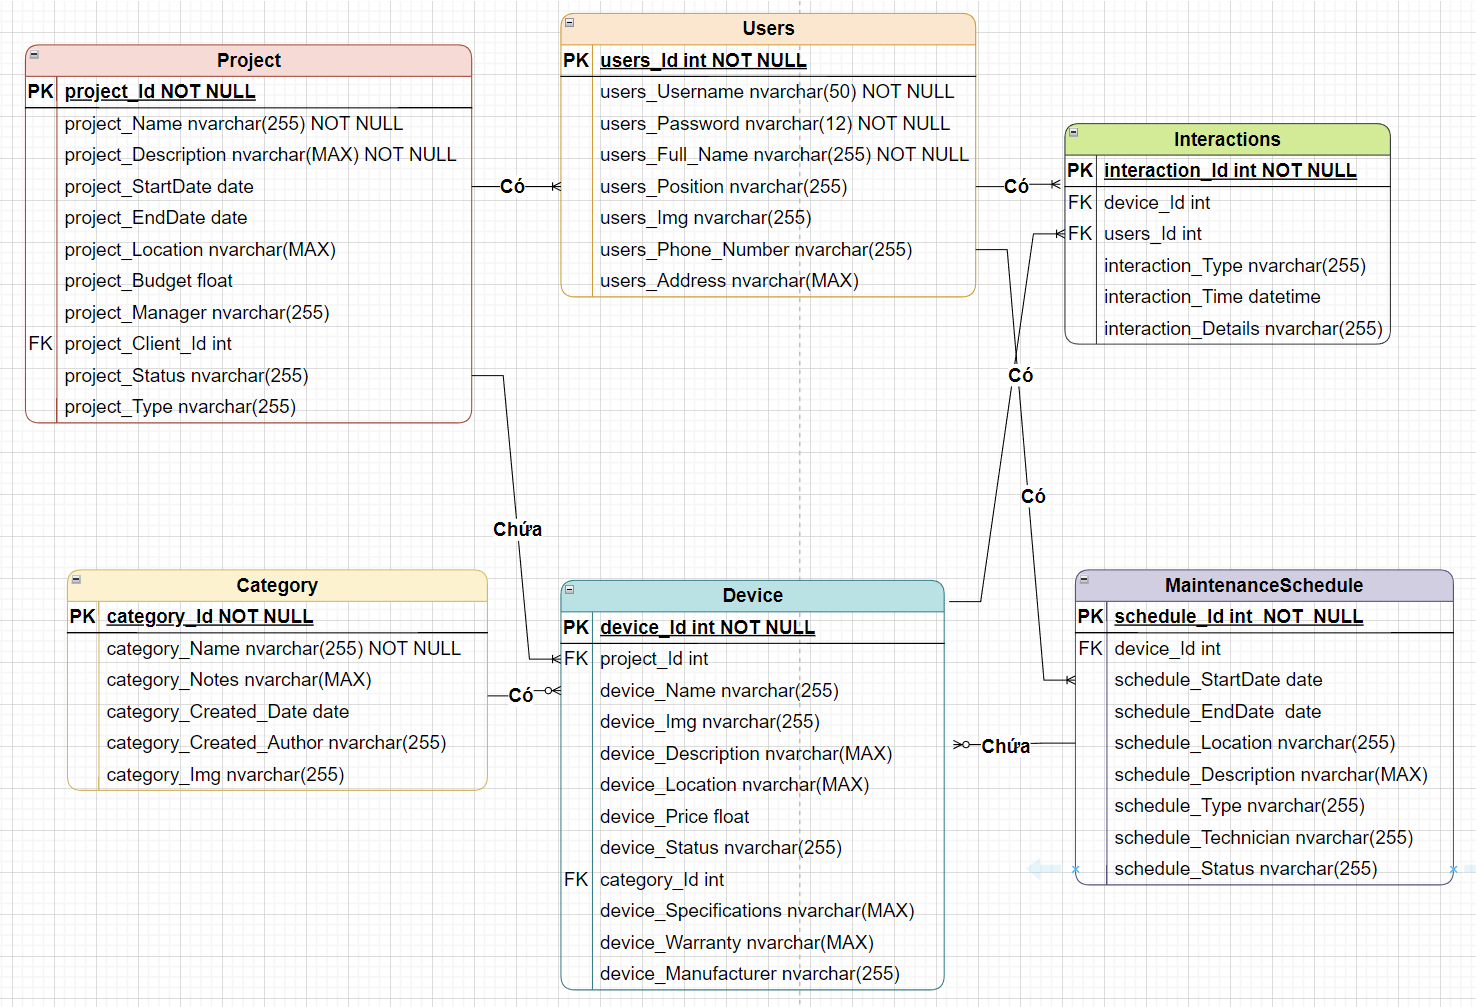 Project
PK project_Id NOT NULL
project_Name nvarchar(255) NOT NULL
project_Description nvarchar(MAX) NOT NULL
project_StartDate date
project_EndDate date
project_Location nvarchar(MAX)
project_Budget float
project_Manager nvarchar(255)
FK project_Client_Id int
project_Status nvarchar(255)
project_Type nvarchar(255)
Có
Users
PK users_Id int NOT NULL
users_Username nvarchar(50) NOT NULL
users_Password nvarchar(12) NOT NULL
users_Full_Name nvarchar(255) NOT NULL
users_Position nvarchar(255)
users_Img nvarchar(255)
users_Phone_Number nvarchar(255)
users_Address nvarchar(MAX)
Có
Interactions
PK interaction_Id int NOT NULL
FK device_Id int
FK users_Id int
interaction_Type nvarchar(255)
interaction_Time datetime
interaction_Details nvarchar(255)
Có
Có
Chứa
Category
PK category_Id NOT NULL
category_Name nvarchar(255) NOT NULL
category_Notes nvarchar(MAX)
category_Created_Date date
category_Created_Author nvarchar(255)
category_Img nvarchar(255)
Có
Device
PK device_Id int NOT NULL
FK project_Id int
device_Name nvarchar(255)
device_Img nvarchar(255)
device_Description nvarchar(MAX)
device_Location nvarchar(MAX)
device_Price float
device_Status nvarchar(255)
FK category_Id int
device_Specifications nvarchar(MAX)
device_Warranty nvarchar(MAX)
device_Manufacturer nvarchar(255)
Chứa
MaintenanceSchedule
PK schedule_Id int NOT NULL
FK device_Id int
schedule_StartDate date
schedule_EndDate date
schedule_Location nvarchar(255)
schedule_Description nvarchar(MAX)
schedule_Type nvarchar(255)
schedule_Technician nvarchar(255)
schedule_Status nvarchar(255)